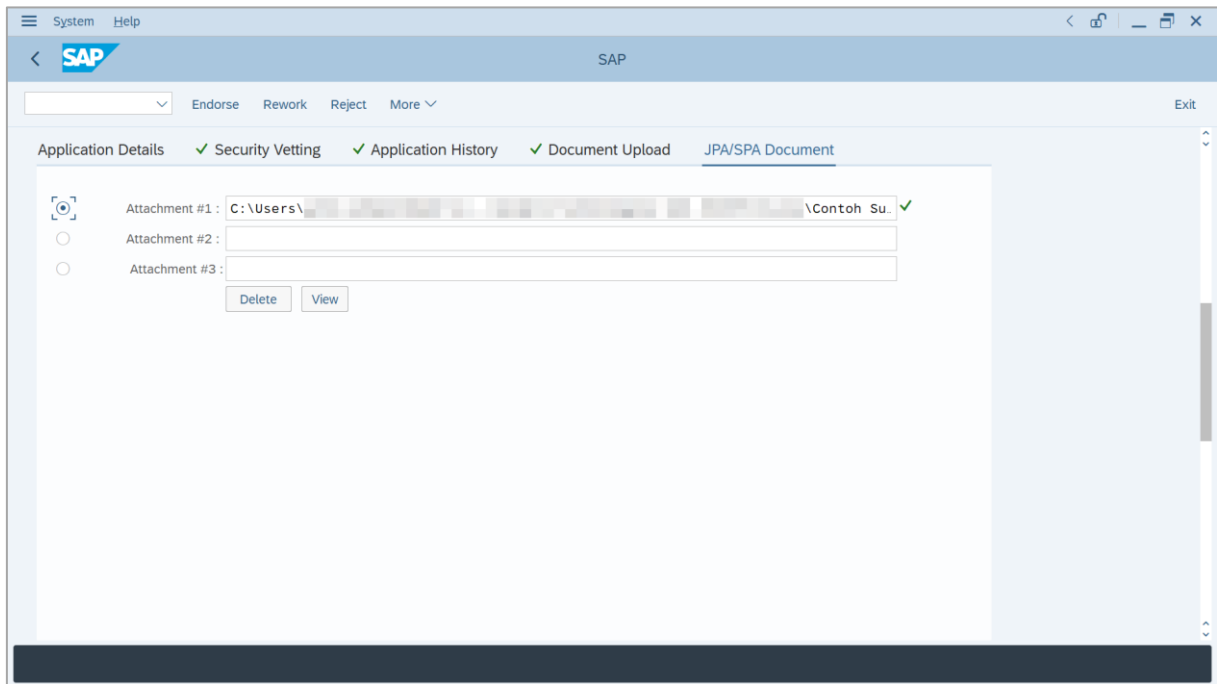 System Help
SAP SAP
Endorse Rework Reject More Exit
Application Details Security Vetting Application History Document Upload JPA/SPA Document
Attachment #1 : C:\Users\ \Contoh Su..
Attachment #2 :
Attachment #3 :
Delete View